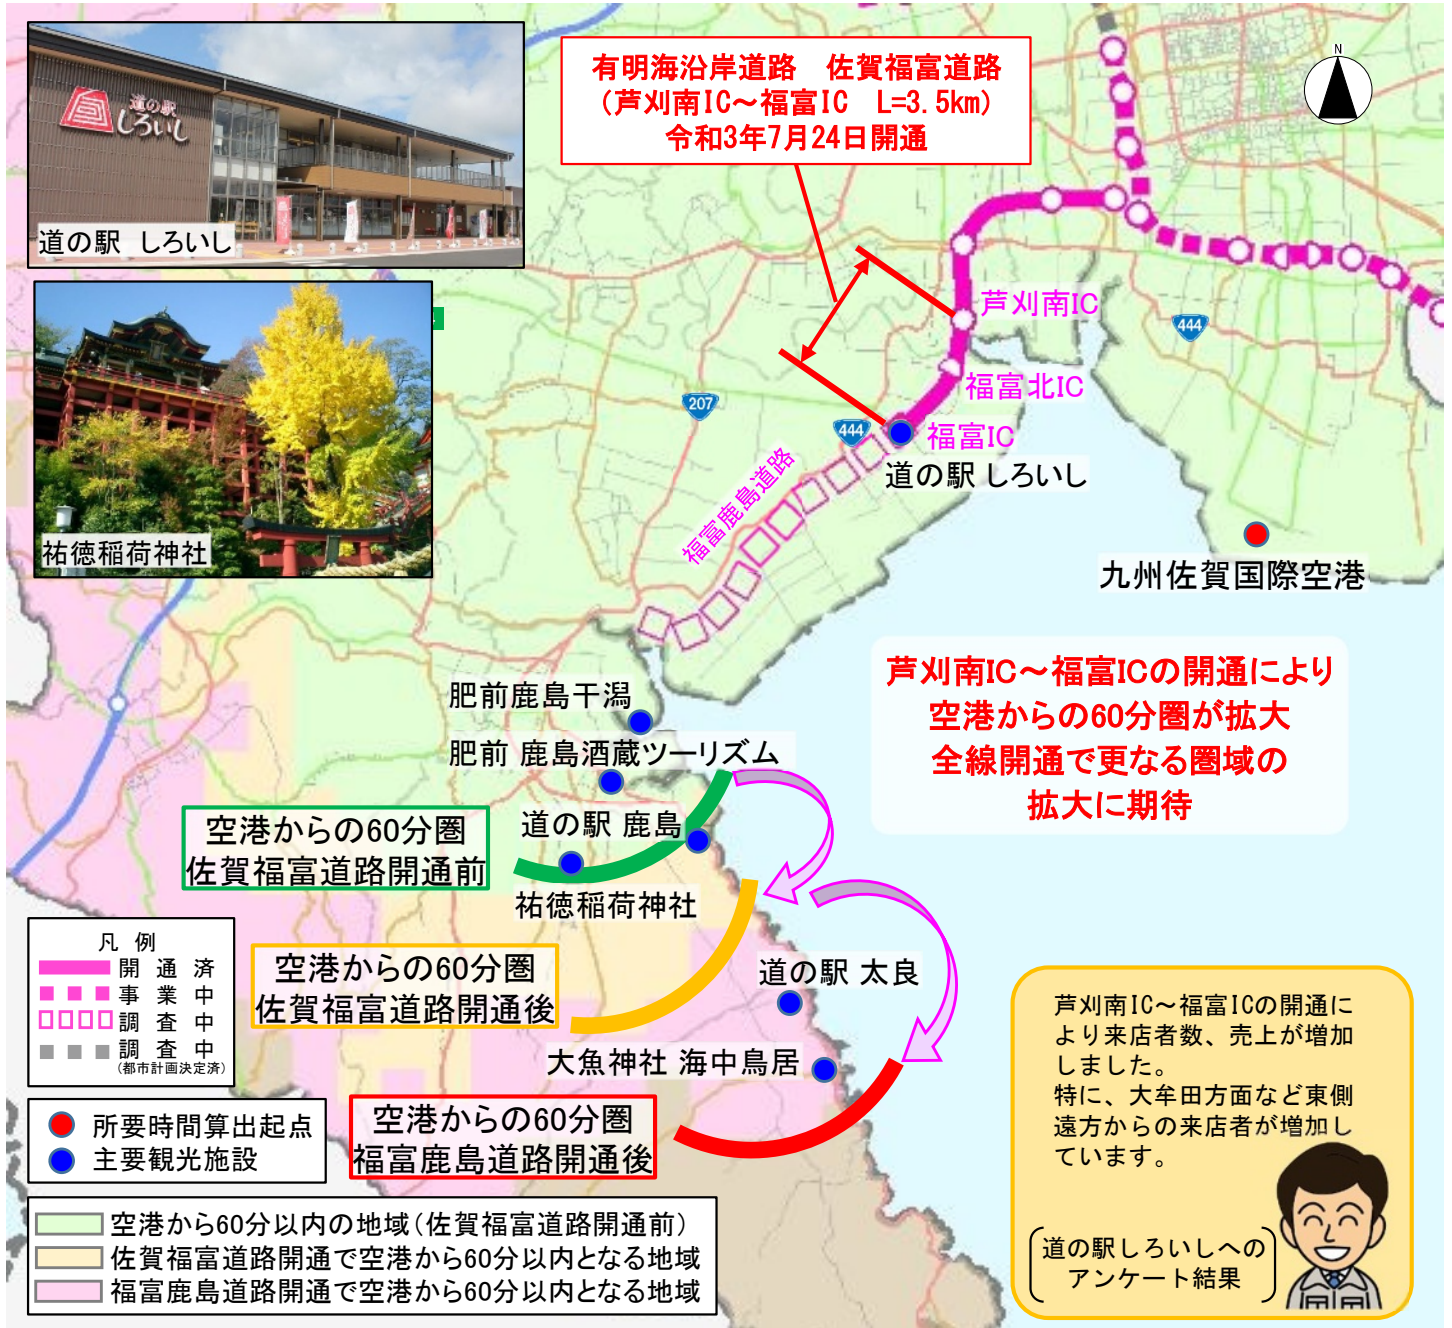 道の駅
しろいし
道の駅 しろいし
祐徳稲荷神社
有明海沿岸道路 佐賀福富道路
(芦刈南IC～福富IC L=3.5km)
令和3年7月24日開通
N
芦刈南IC
444
福富北IC
207
444
福富IC
道の駅 しろいし
福富鹿島道路
九州佐賀国際空港
芦刈南IC～福富ICの開通により
空港からの60分圏が拡大
全線開通で更なる圏域の
拡大に期待
肥前鹿島干潟
肥前 鹿島酒蔵ツーリズム
空港からの60分圏
佐賀福富道路開通前
道の駅 鹿島
祐徳稲荷神社
空港からの60分圏
佐賀福富道路開通後
道の駅 太良
大魚神社 海中鳥居
空港からの60分圏
福富鹿島道路開通後
凡 例
開 通 済
事 業 中
調 査 中
調 査 中
(都市計画決定済)
所要時間算出起点
主要観光施設
空港から60分以内の地域(佐賀福富道路開通前)
佐賀福富道路開通で空港から60分以内となる地域
福富鹿島道路開通で空港から60分以内となる地域
芦刈南IC～福富ICの開通に
より来店者数、売上が増加
しました。
特に、大牟田方面など東側
遠方からの来店者が増加し
ています。
道の駅しろいしへの
アンケート結果